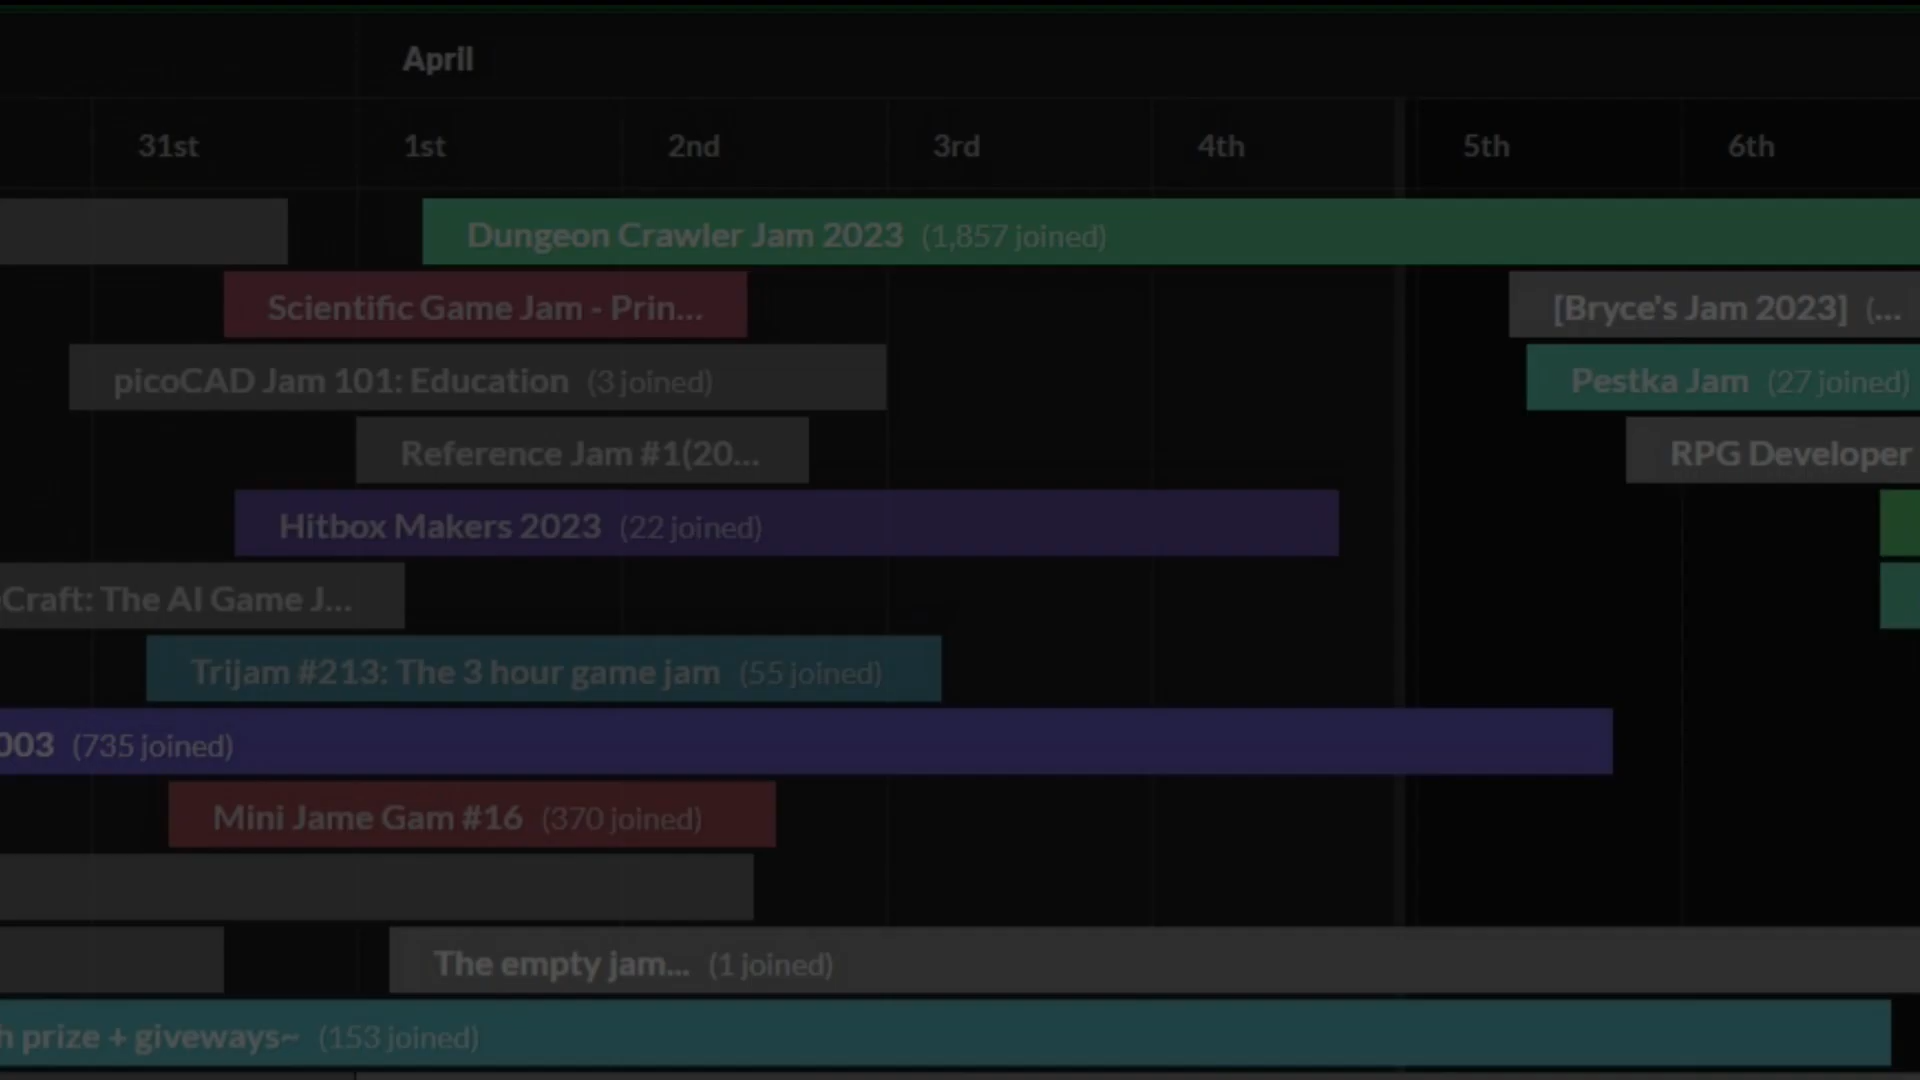 April
31st 1st 2nd 3rd 4th 5th 6th
Dungeon Crawler Jam 2023 (1,857 joined)
Scientific Game Jam - Prin... [Bryce's Jam 2023] (...
picoCAD Jam 101: Education (3 joined) Pestka Jam (27 joined)
Reference Jam #1(20... RPG Developer
Hitbox Makers 2023 (22 joined)
Craft: The AI Game J...
Trijam #213: The 3 hour game jam (55 joined)
003 (735 joined)
Mini Jame Gam #16 (370 joined)
The empty jam... (1 joined)
h prize + giveways~ (153 joined)